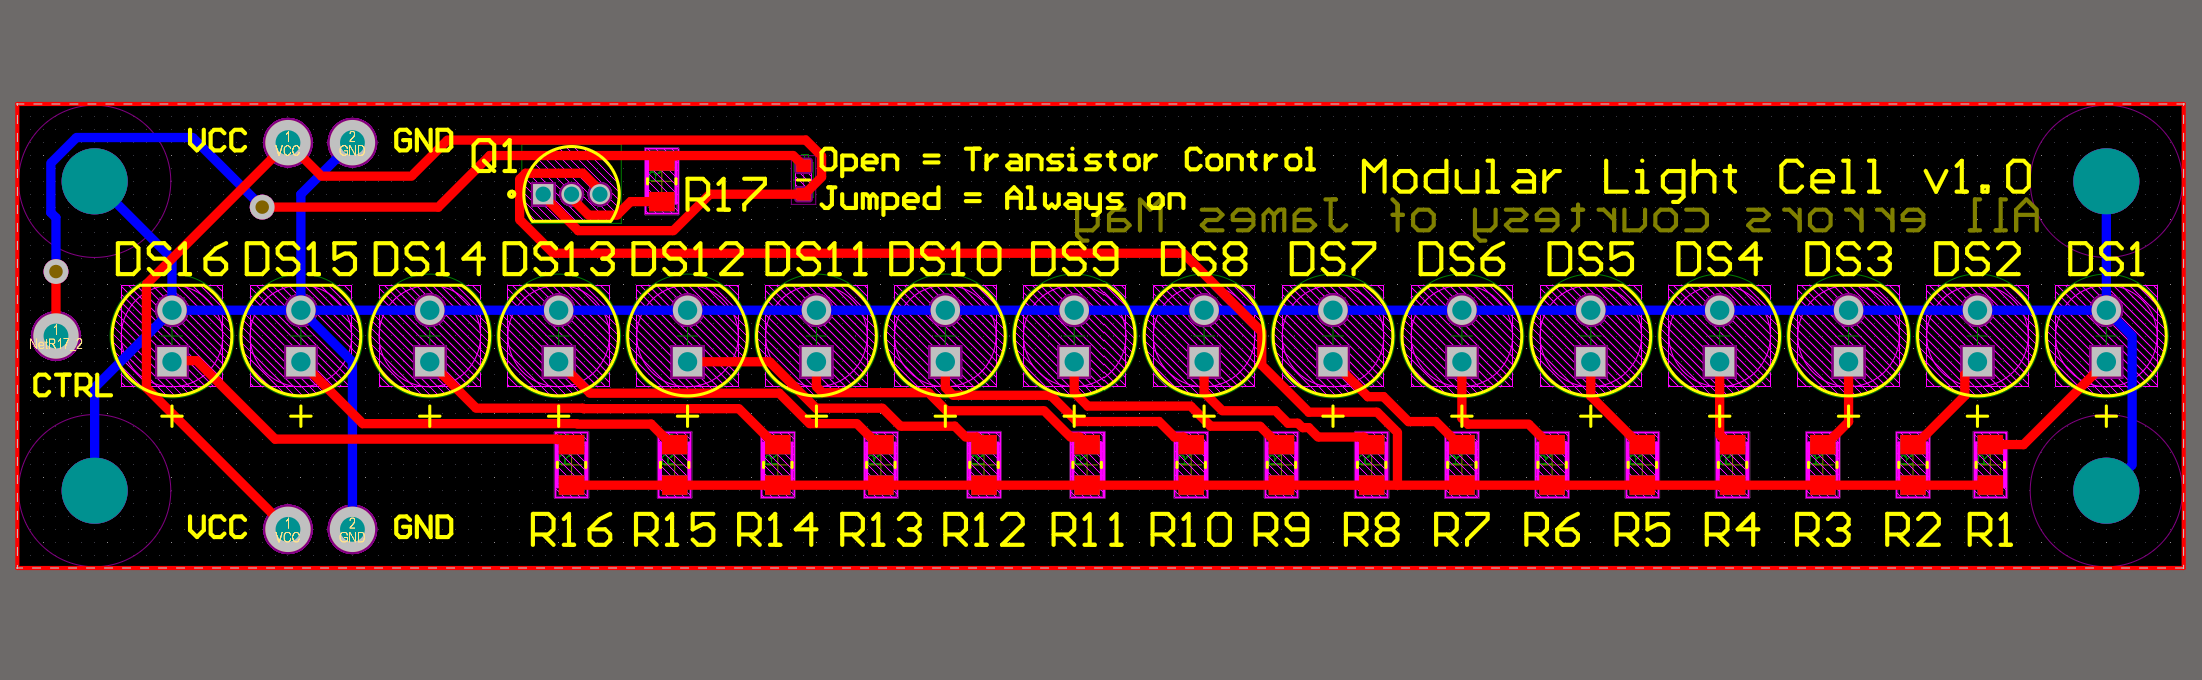 VCC
1
VCC
2
GND
GND
Q1
R17
Open = Transistor Control
Jumped = Always on
Modular Light Cell v1.0
All errors courtesy of James May
DS16 DS15 DS14 DS13 DS12 DS11 DS10 DS9 DS8 DS7 DS6 DS5 DS4 DS3 DS2 DS1
1
NetR17_2
CTRL
+ + + + + + + + + + + + + + + +
VCC
1
VCC
2
GND
GND
R16 R15 R14 R13 R12 R11 R10 R9 R8 R7 R6 R5 R4 R3 R2 R1